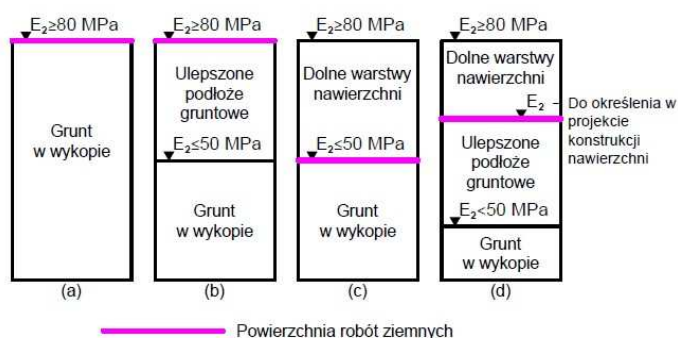 E₂≥80 MPa
Grunt
w wykopie
(a)
E₂≥80 MPa
Ulepszone
podłoże
gruntowe
E₂≤50 MPa
Grunt
w wykopie
(b)
E₂≥80 MPa
Dolne warstwy
nawierzchni
E₂≤50 MPa
Grunt
w wykopie
(c)
E₂≥80 MPa
Dolne warstwy
nawierzchni
E₂ – Do określenia w
projekcie
konstrukcji
nawierzchni
Ulepszone
podłoże
gruntowe
E₂<50 MPa
Grunt
w wykopie
(d)
Powierzchnia robót ziemnych